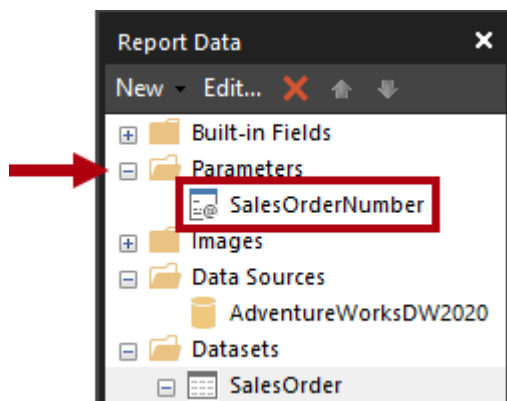 Report Data
New Edit...
Built-in Fields
Parameters
SalesOrderNumber
Images
Data Sources
AdventureWorksDW2020
Datasets
SalesOrder